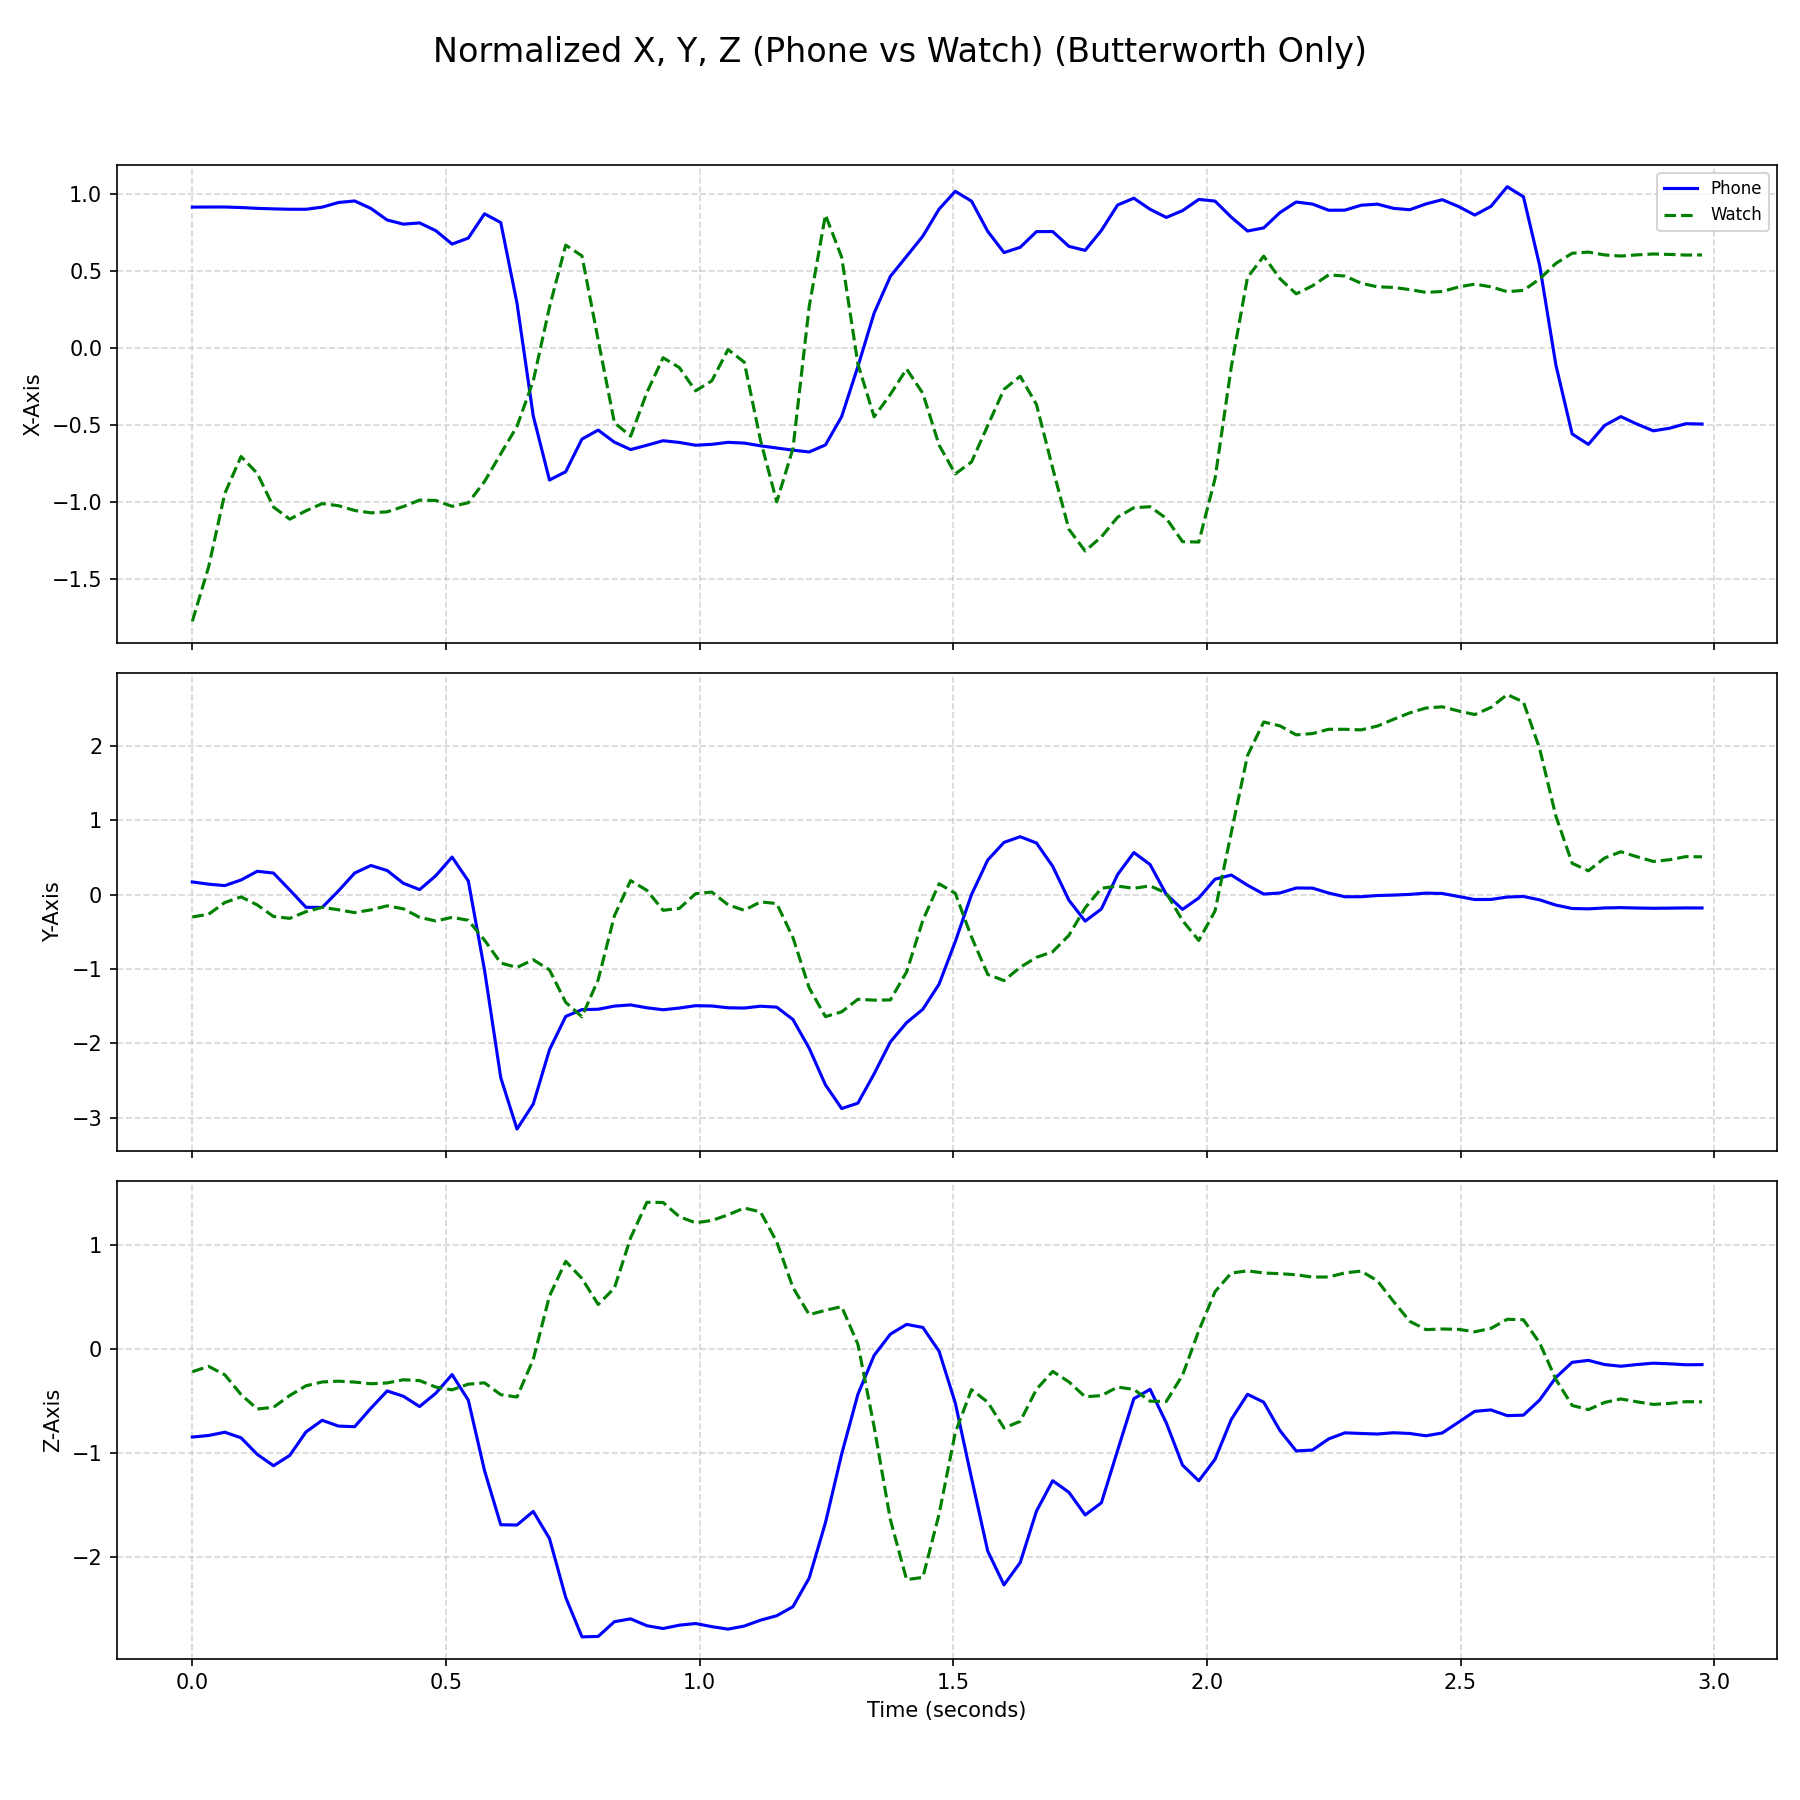 Normalized X, Y, Z (Phone vs Watch) (Butterworth Only)
Phone
Watch
X-Axis
1.0
0.5
0.0
−0.5
−1.0
−1.5
Y-Axis
2
1
0
−1
−2
−3
Z-Axis
1
0
−1
−2
0.0 0.5 1.0 1.5 2.0 2.5 3.0
Time (seconds)